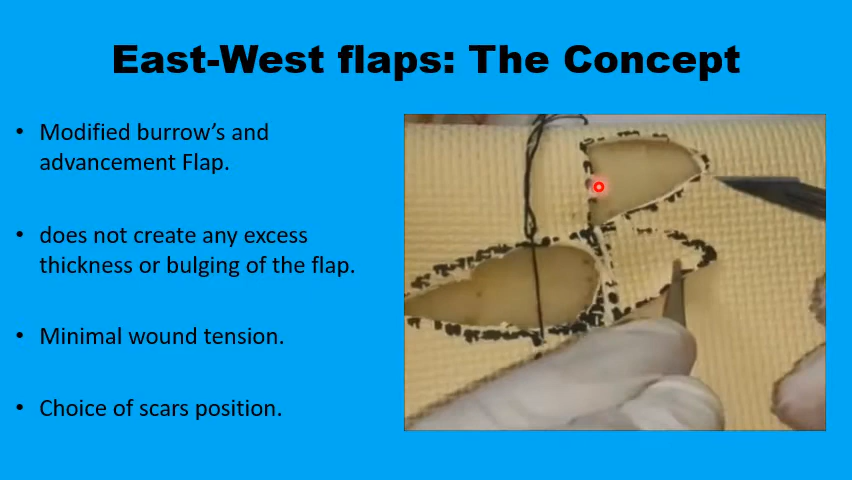 East-West flaps: The Concept
• Modified burrow’s and
advancement Flap.
• does not create any excess
thickness or bulging of the flap.
• Minimal wound tension.
• Choice of scars position.